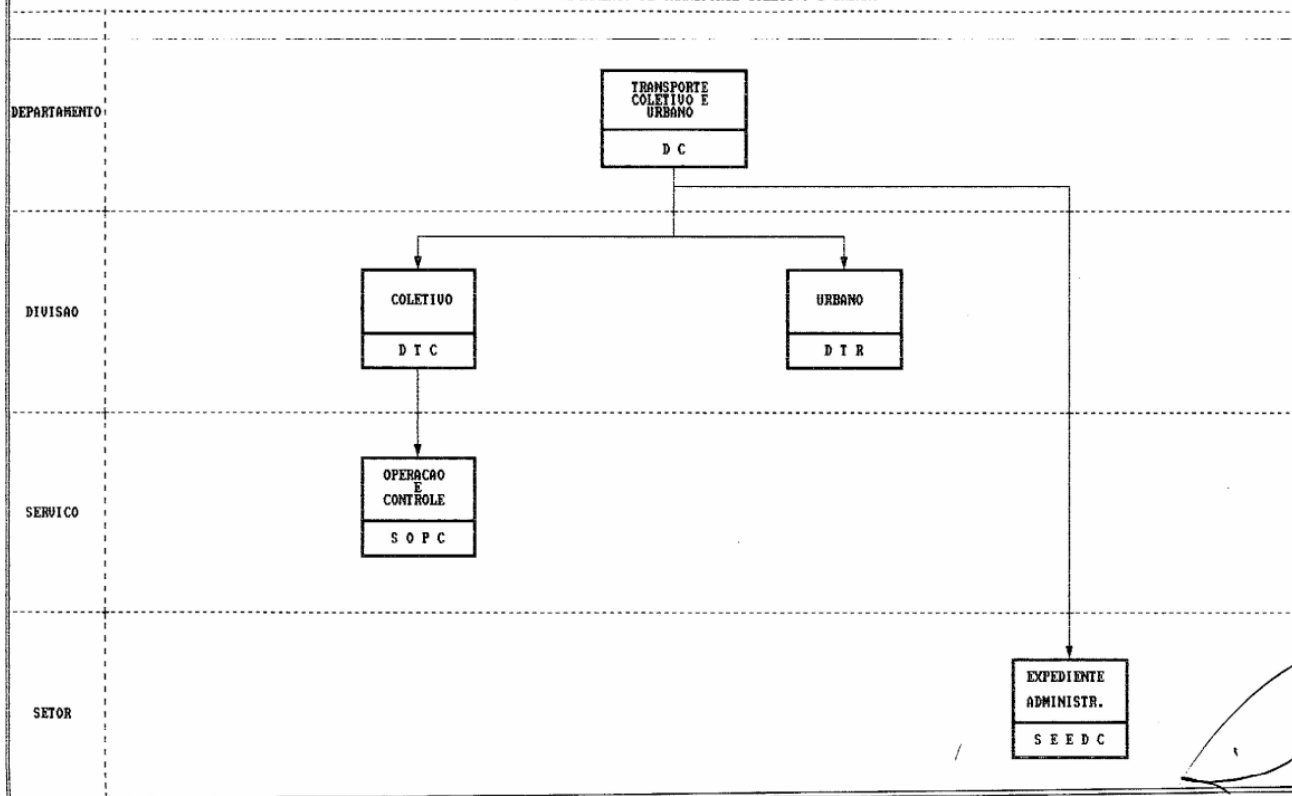 DEPARTAMENTO
TRANSPORTE
COLETIVO E
URBANO
D C
DIVISAO
COLETIVO
D T C
URBANO
D T R
SERVICO
OPERACAO
E
CONTROLE
S O P C
SETOR
EXPEDIENTE
ADMINISTR.
S E E D C